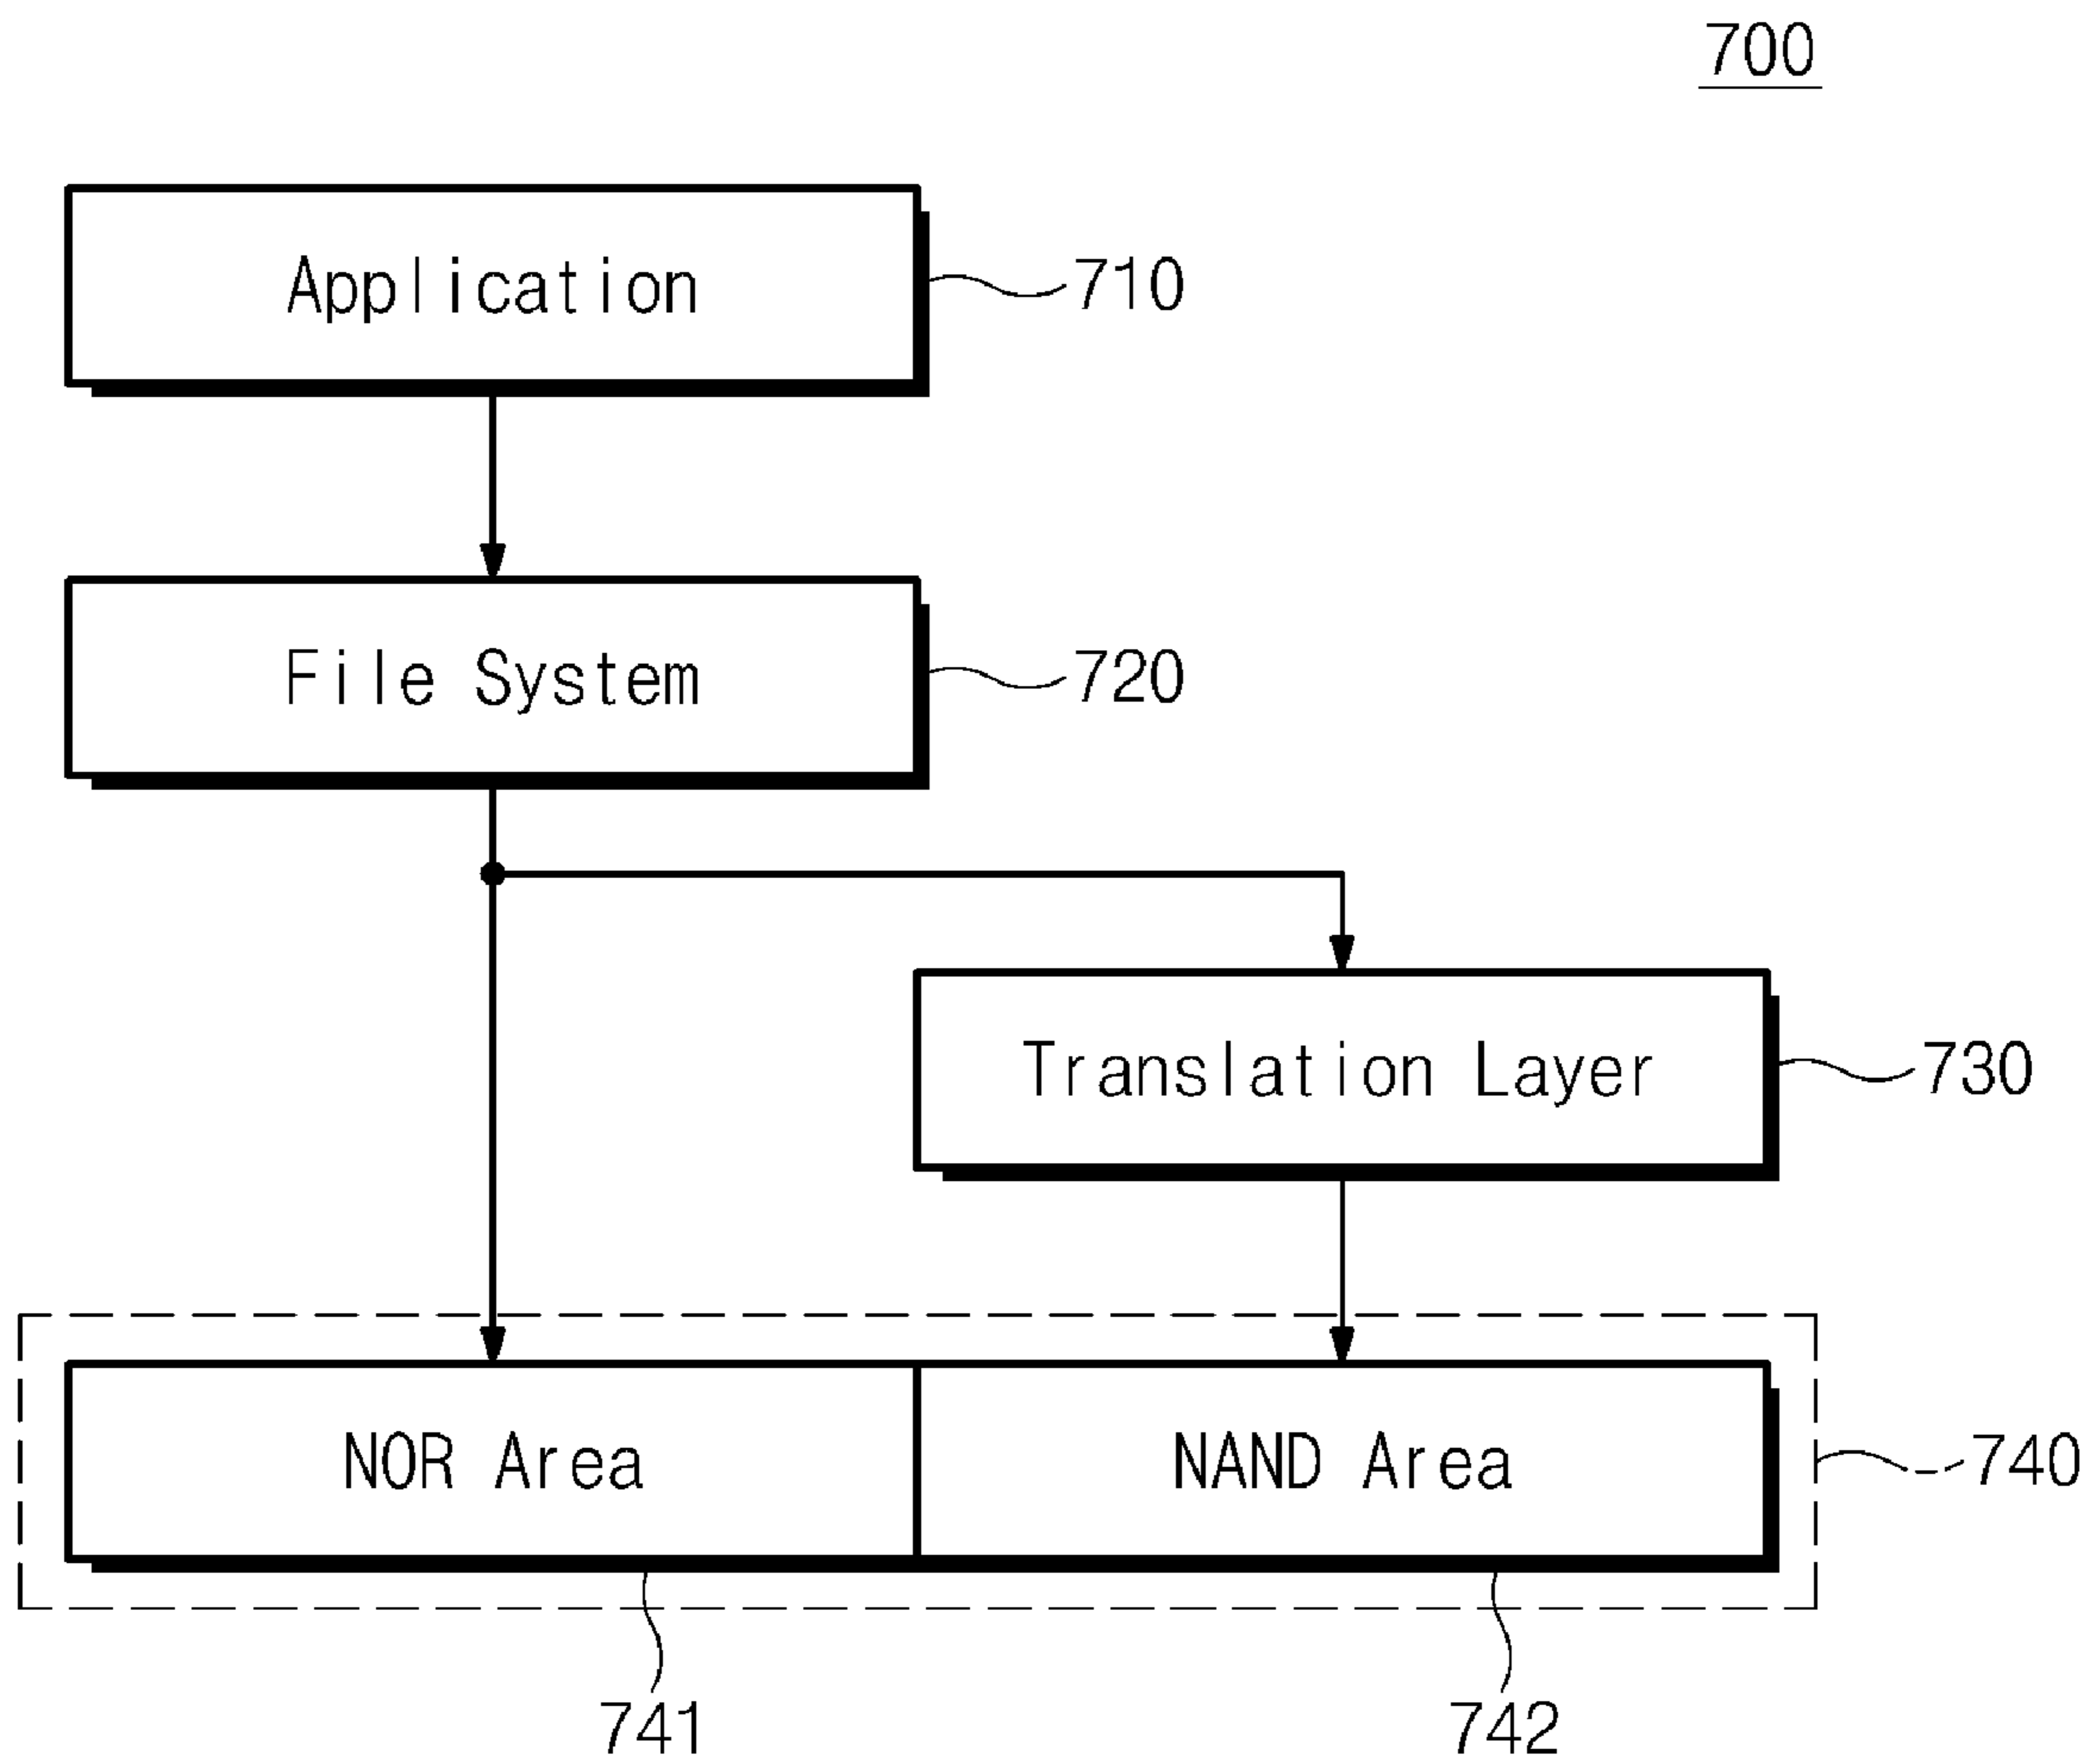 700
Application
710
File System
720
Translation Layer
730
NOR Area
NAND Area
740
741
742